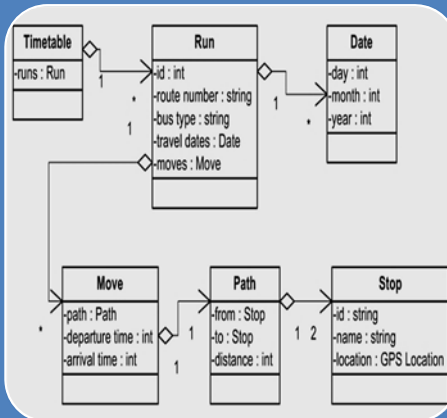 Timetable
-runs : Run
1
*
Run
-id : int
-route number : string
-bus type : string
-travel dates : Date
-moves : Move
1
*
1
Date
-day : int
-month : int
-year : int
*
Move
-path : Path
-departure time : int
-arrival time : int
1
1
Path
-from : Stop
-to : Stop
-distance : int
1
2
Stop
-id : string
-name : string
-location : GPS Location